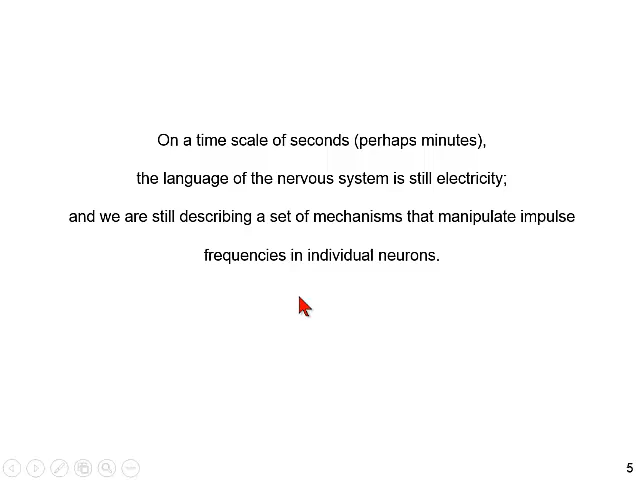 On a time scale of seconds (perhaps minutes),
the language of the nervous system is still electricity;
and we are still describing a set of mechanisms that manipulate impulse
frequencies in individual neurons.
5